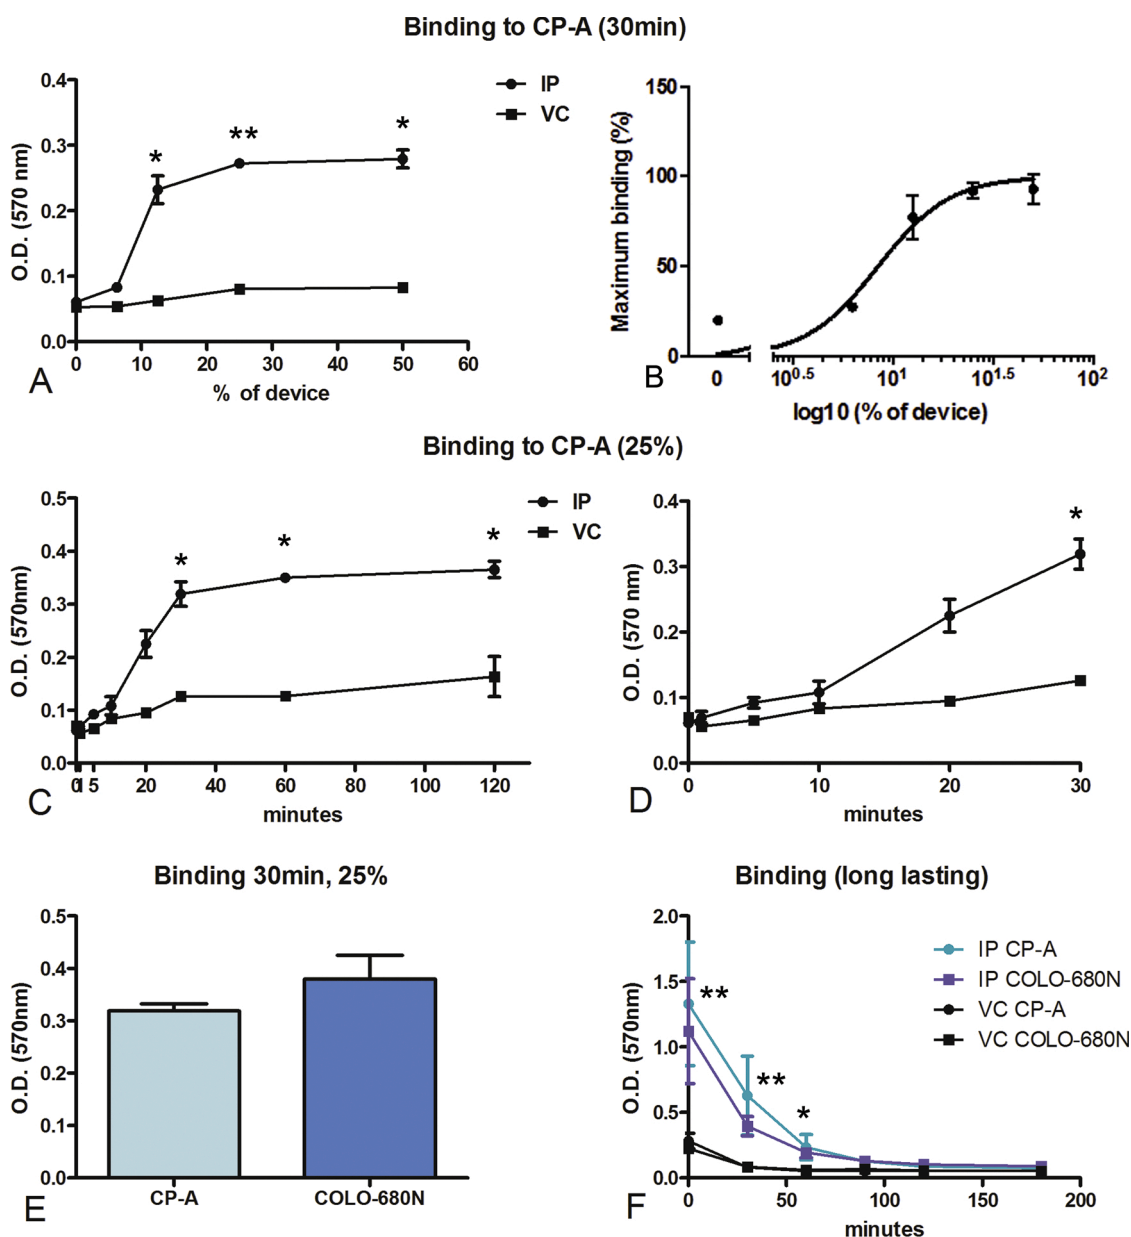 Binding to CP-A (30min)
0.4
0.3
0.2
0.1
0.0
O.D. (570 nm)
*
**
*
IP
VC
0 10 20 30 40 50 60
% of device
A
150
100
50
0
Maximum binding (%)
0 10^0.5 10^1 10^1.5 10^2
log10 (% of device)
B
Binding to CP-A (25%)
0.5
0.4
0.3
0.2
0.1
0.0
O.D. (570nm)
*
*
*
IP
VC
0 1 5 20 40 60 80 100 120
minutes
C
0.4
0.3
0.2
0.1
0.0
O.D. (570 nm)
*
0 10 20 30
minutes
D
Binding 30min, 25%
0.5
0.4
0.3
0.2
0.1
0.0
O.D. (570nm)
CP-A COLO-680N
E
Binding (long lasting)
2.0
1.5
1.0
0.5
0.0
O.D. (570nm)
**
**
*
IP CP-A
IP COLO-680N
VC CP-A
VC COLO-680N
0 50 100 150 200
minutes
F